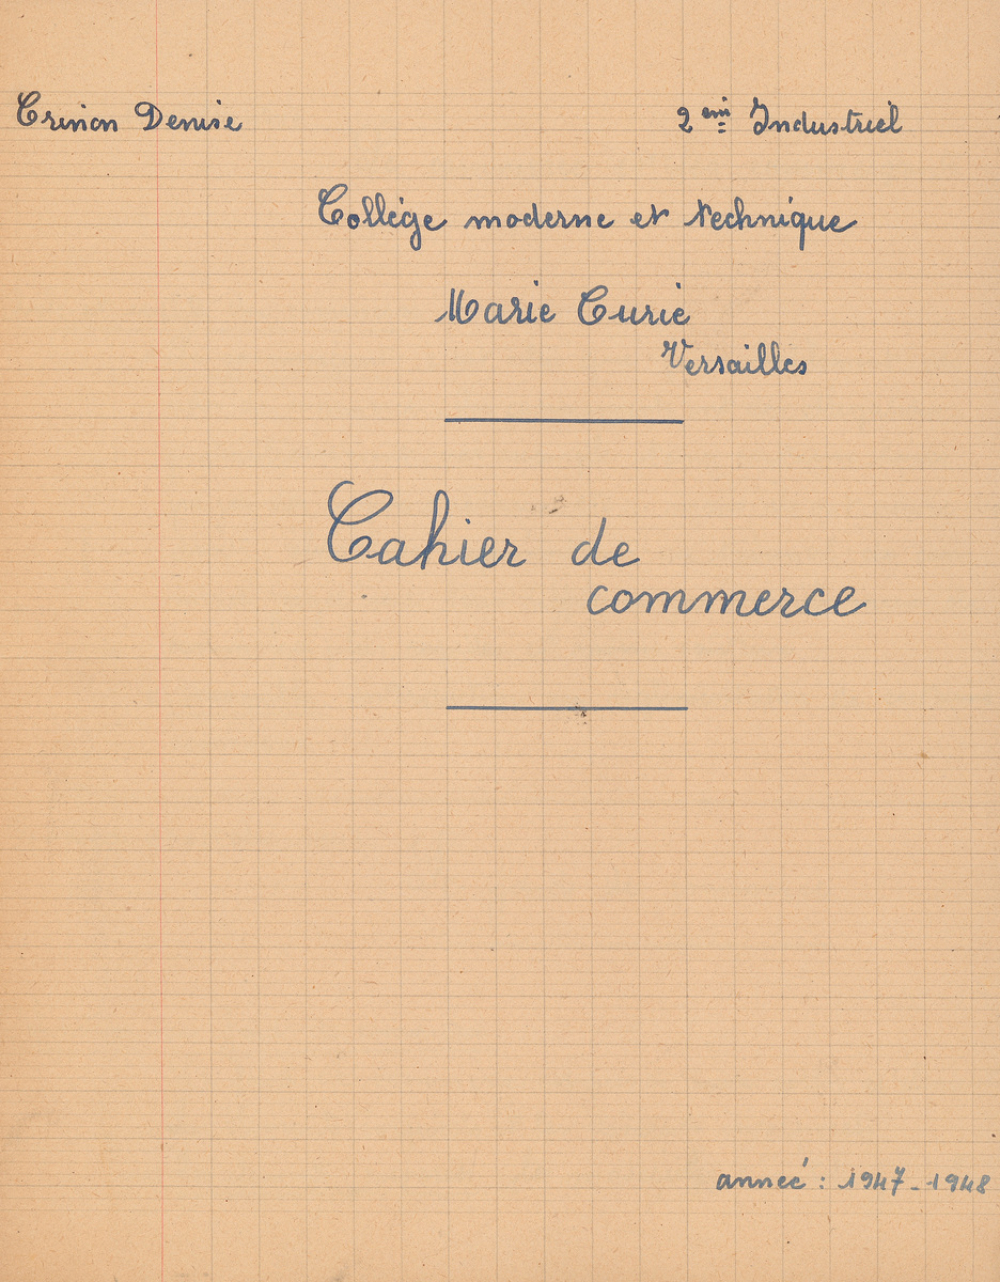 Crinon Denise 2ème Industriel
Collège moderne et technique
Marie Curie
Versailles
Cahier de
commerce
année : 1947-1948